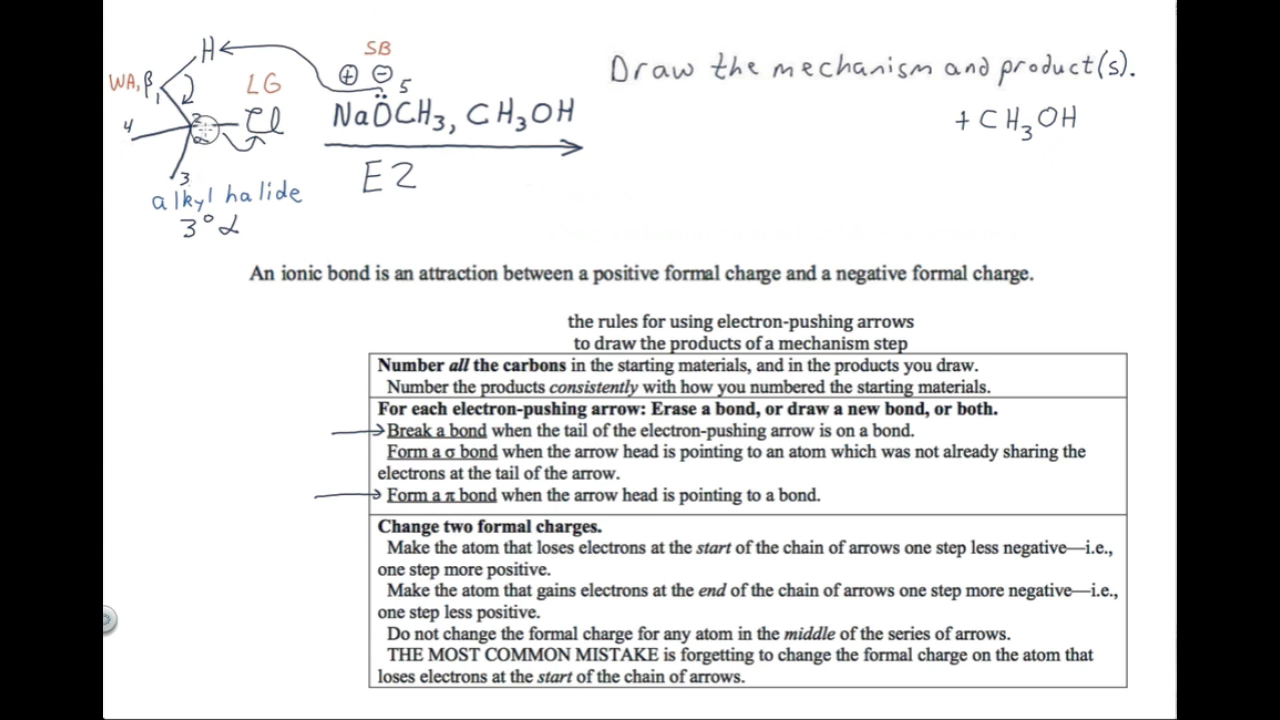 H
SB
WA, β
LG
⊕ ⊖
5
1
4
2
α
Cl
NaÖCH3, CH3OH
E2
3
alkyl halide
3° α
Draw the mechanism and product(s).
+ CH3OH
An ionic bond is an attraction between a positive formal charge and a negative formal charge.
the rules for using electron-pushing arrows
to draw the products of a mechanism step
Number all the carbons in the starting materials, and in the products you draw.
Number the products consistently with how you numbered the starting materials.
For each electron-pushing arrow: Erase a bond, or draw a new bond, or both.
Break a bond when the tail of the electron-pushing arrow is on a bond.
Form a σ bond when the arrow head is pointing to an atom which was not already sharing the
electrons at the tail of the arrow.
Form a π bond when the arrow head is pointing to a bond.
Change two formal charges.
Make the atom that loses electrons at the start of the chain of arrows one step less negative—i.e.,
one step more positive.
Make the atom that gains electrons at the end of the chain of arrows one step more negative—i.e.,
one step less positive.
Do not change the formal charge for any atom in the middle of the series of arrows.
THE MOST COMMON MISTAKE is forgetting to change the formal charge on the atom that
loses electrons at the start of the chain of arrows.